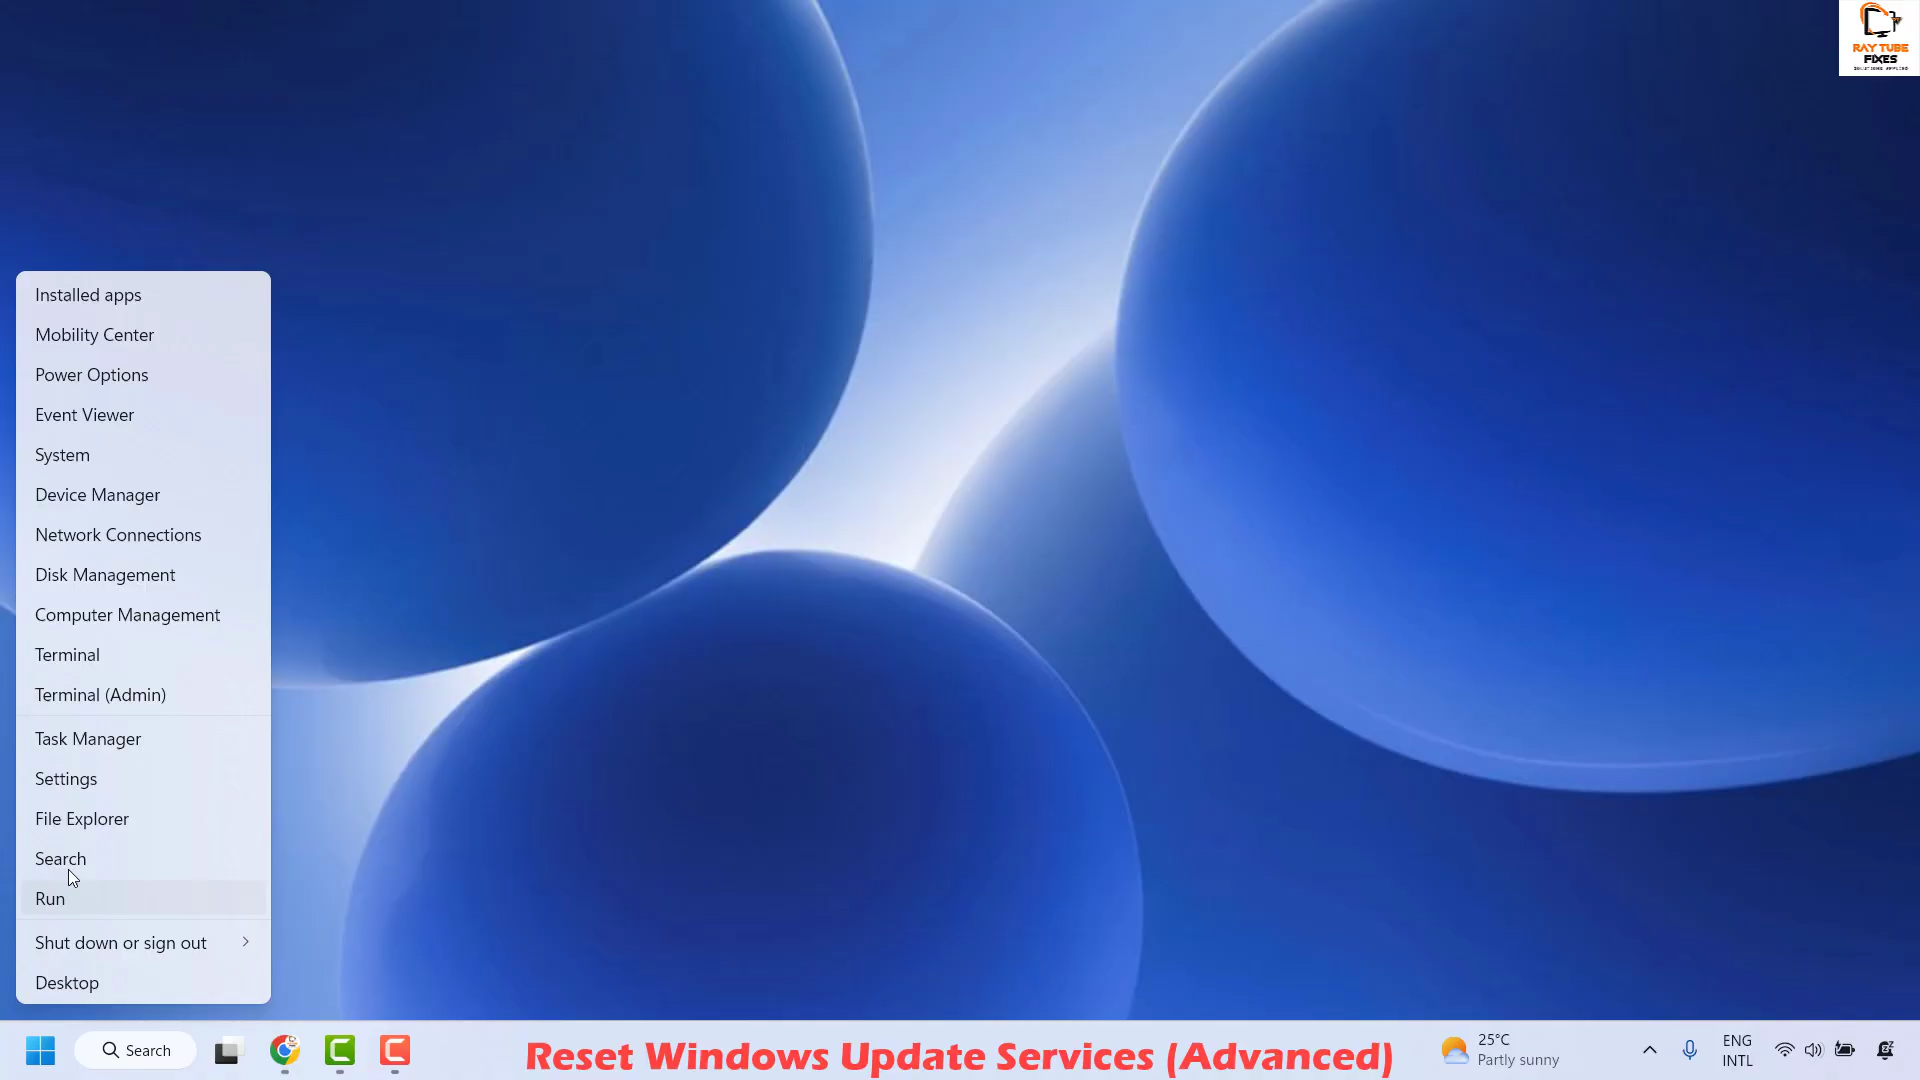 RAY TUBE
FIXES
Installed apps
Mobility Center
Power Options
Event Viewer
System
Device Manager
Network Connections
Disk Management
Computer Management
Terminal
Terminal (Admin)
Task Manager
Settings
File Explorer
Search
Run
Shut down or sign out
Desktop
Search
Reset Windows Update Services (Advanced)
25°C
Partly sunny
ENG
INTL